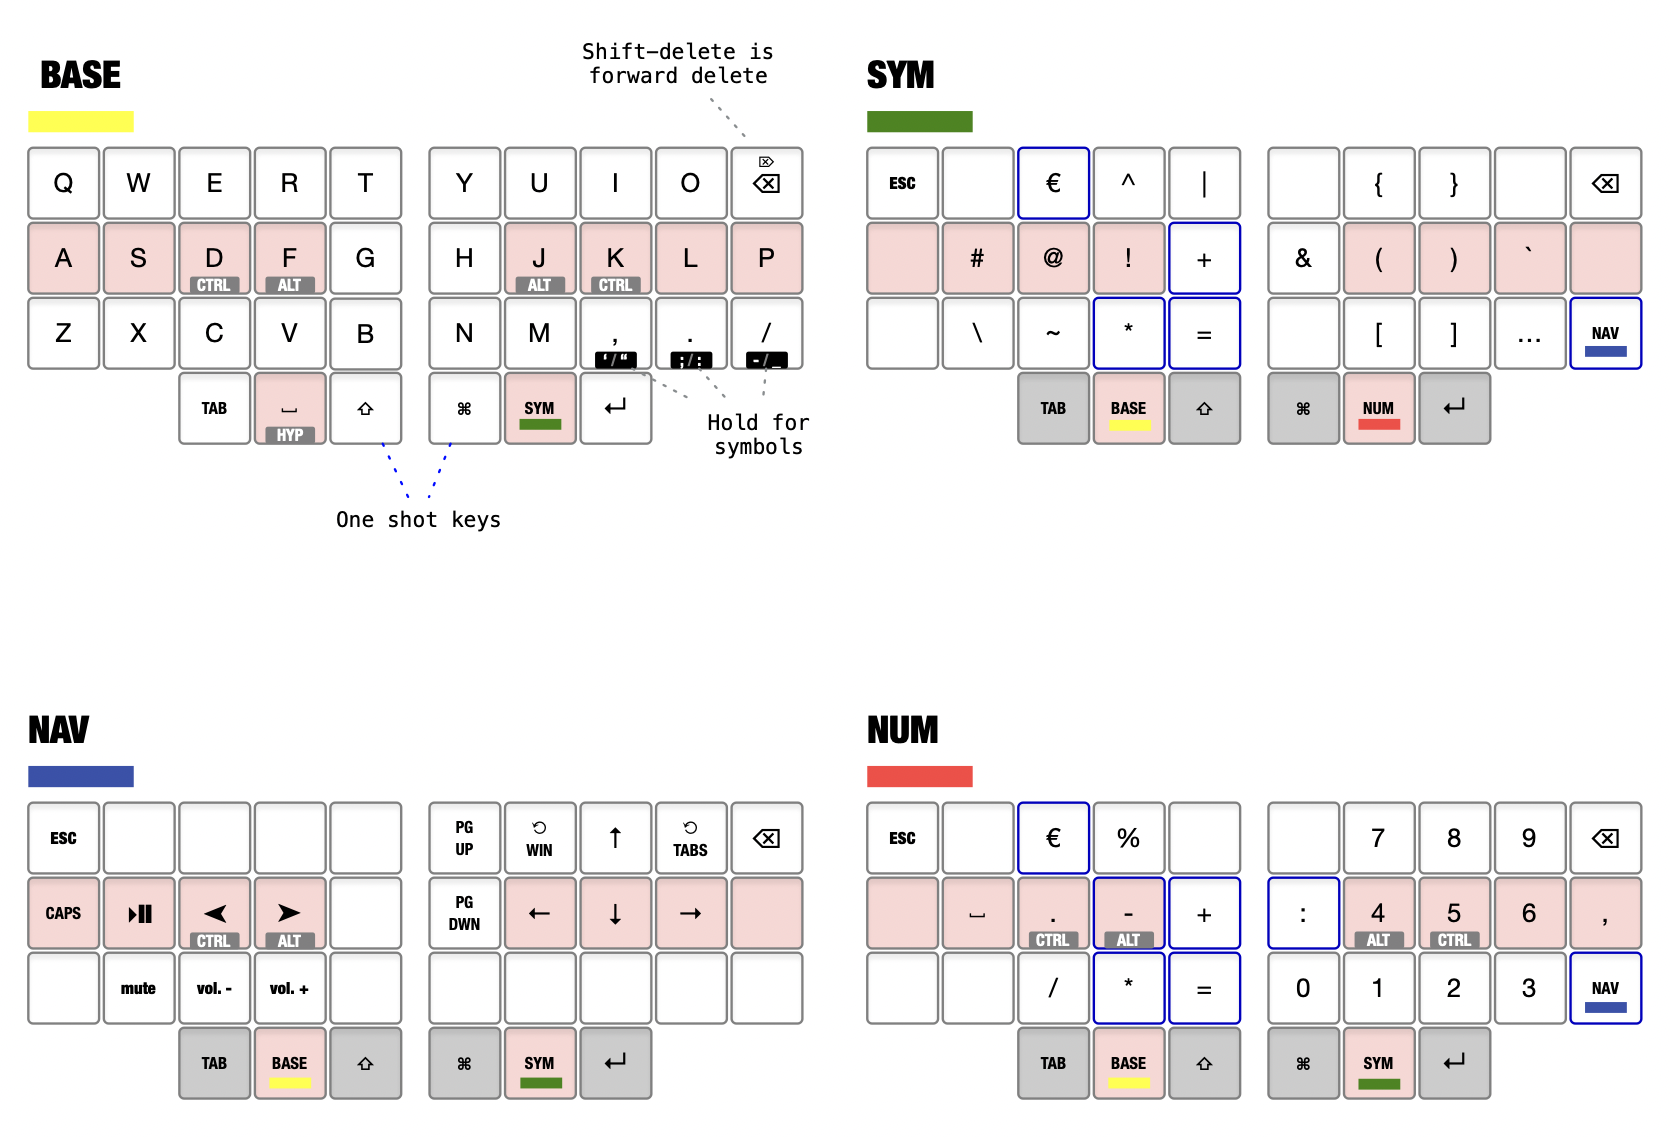 Shift-delete is
forward delete
BASE
Q W E R T Y U I O ⌦ ⌫
A S D F G H J K L P
CTRL ALT ALT CTRL
Z X C V B N M , . /
‘/“ ;/: -/_
TAB ⎵ ⇧ ⌘ SYM ↵
HYP
Hold for
symbols
One shot keys
SYM
ESC € ^ | { } ⌫
# @ ! + & ( ) `
\ ~ * = [ ] ... NAV
TAB BASE ⇧ ⌘ NUM ↵
NAV
ESC PG UP ↺ WIN ↑ ↺ TABS ⌫
CAPS ⏯ ⮜ ⮞ PG DWN ← ↓ →
CTRL ALT
mute vol. - vol. +
TAB BASE ⇧ ⌘ SYM ↵
NUM
ESC € % 7 8 9 ⌫
⎵ . - + : 4 5 6 ,
CTRL ALT ALT CTRL
/ * = 0 1 2 3 NAV
TAB BASE ⇧ ⌘ SYM ↵